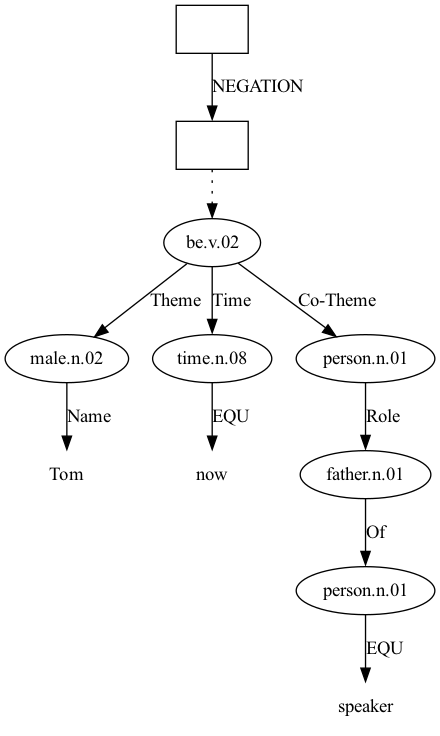 NEGATION
be.v.02
Theme
Time
Co-Theme
male.n.02
time.n.08
person.n.01
Name
EQU
Role
Tom
now
father.n.01
Of
person.n.01
EQU
speaker